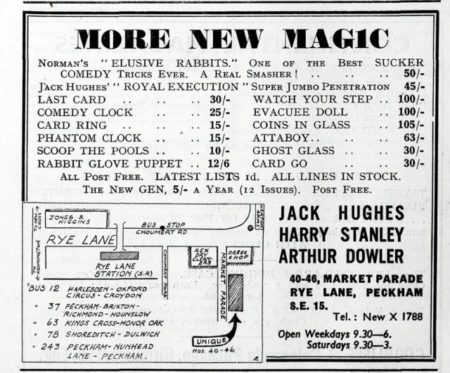 MORE NEW MAG1C
NORMAN'S "ELUSIVE RABBITS." ONE OF THE BEST SUCKER
COMEDY TRICKS EVER. A REAL SMASHER ! .. .. .. 50/-
JACK HUGHES' "ROYAL EXECUTION" SUPER JUMBO PENETRATION 45/-
LAST CARD .. .. 30/- WATCH YOUR STEP .. 100/-
COMEDY CLOCK .. 25/- EVACUEE DOLL .. 100/-
CARD RING .. .. 15/- COINS IN GLASS .. 105/-
PHANTOM CLOCK .. 15/- ATTABOY .. .. 63/-
SCOOP THE POOLS .. 10/- GHOST GLASS .. 30/-
RABBIT GLOVE PUPPET .. 12/6 CARD GO .. .. 30/-
ALL POST FREE. LATEST LISTS 1d. ALL LINES IN STOCK.
THE NEW GEN, 5/- A YEAR (12 ISSUES). POST FREE.
JONES & HIGGINS
BUS STOP
CHOUMERT RD
RYE LANE
RYE LANE STATION (S.R)
DRESS SHOP
MARKET PARADE
UNIQUE
NOS. 40-46.
BUS 12 HARLESDEN - OXFORD CIRCUS - CROYDON
" 37 PECKHAM - BRIXTON - RICHMOND - HOUNSLOW
" 63 KINGS CROSS - HONOR OAK
" 78 SHOREDITCH - DULWICH
" 243 PECKHAM - NUNHEAD LANE - PECKHAM.
JACK HUGHES
HARRY STANLEY
ARTHUR DOWLER
40-46, MARKET PARADE
RYE LANE, PECKHAM
S.E. 15.
Tel. : New X 1788
Open Weekdays 9.30-6.
Saturdays 9.30-3.